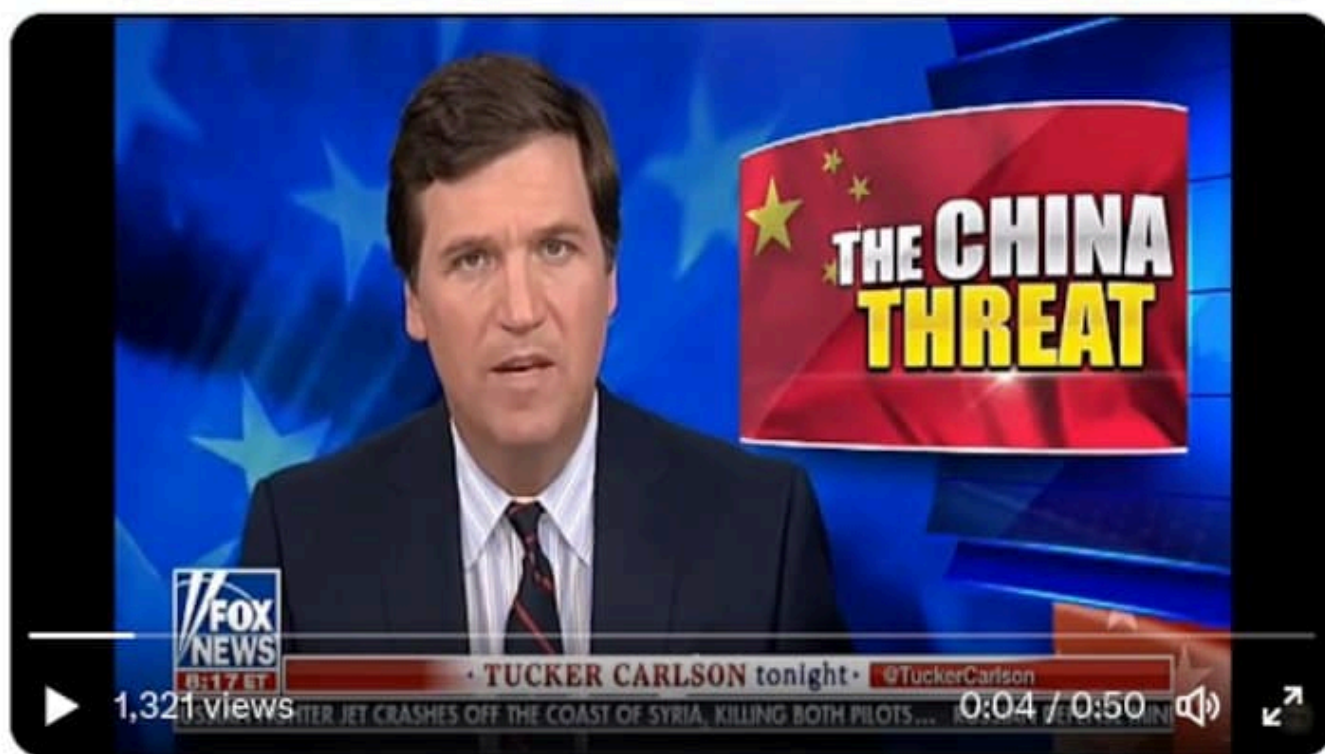 THE CHINA
THREAT
FOX
NEWS
8:17 ET
· TUCKER CARLSON tonight · @TuckerCarlson
1,321 views
JET CRASHES OFF THE COAST OF SYRIA, KILLING BOTH PILOTS...
0:04 / 0:50